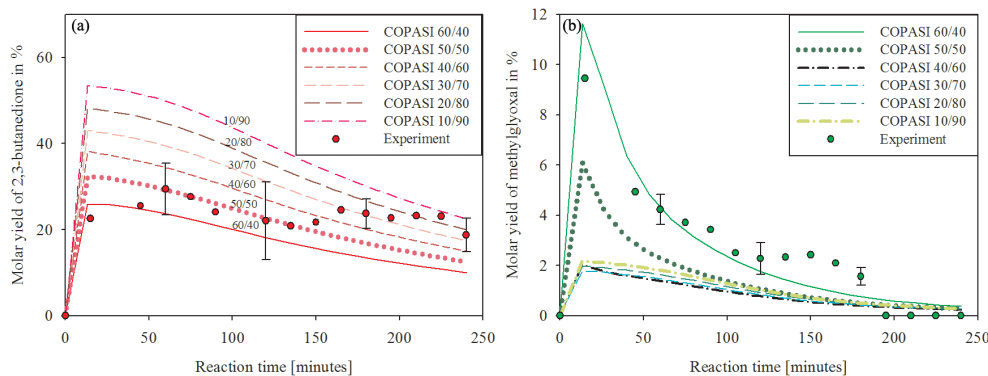 (a)
Molar yield of 2,3-butanedione in %
60
40
20
0
COPASI 60/40
COPASI 50/50
COPASI 40/60
COPASI 30/70
COPASI 20/80
COPASI 10/90
Experiment
10/90
20/80
30/70
40/60
50/50
60/40
0 50 100 150 200 250
Reaction time [minutes]
(b)
Molar yield of methylglyoxal in %
12
10
8
6
4
2
0
COPASI 60/40
COPASI 50/50
COPASI 40/60
COPASI 30/70
COPASI 20/80
COPASI 10/90
Experiment
0 50 100 150 200 250
Reaction time [minutes]